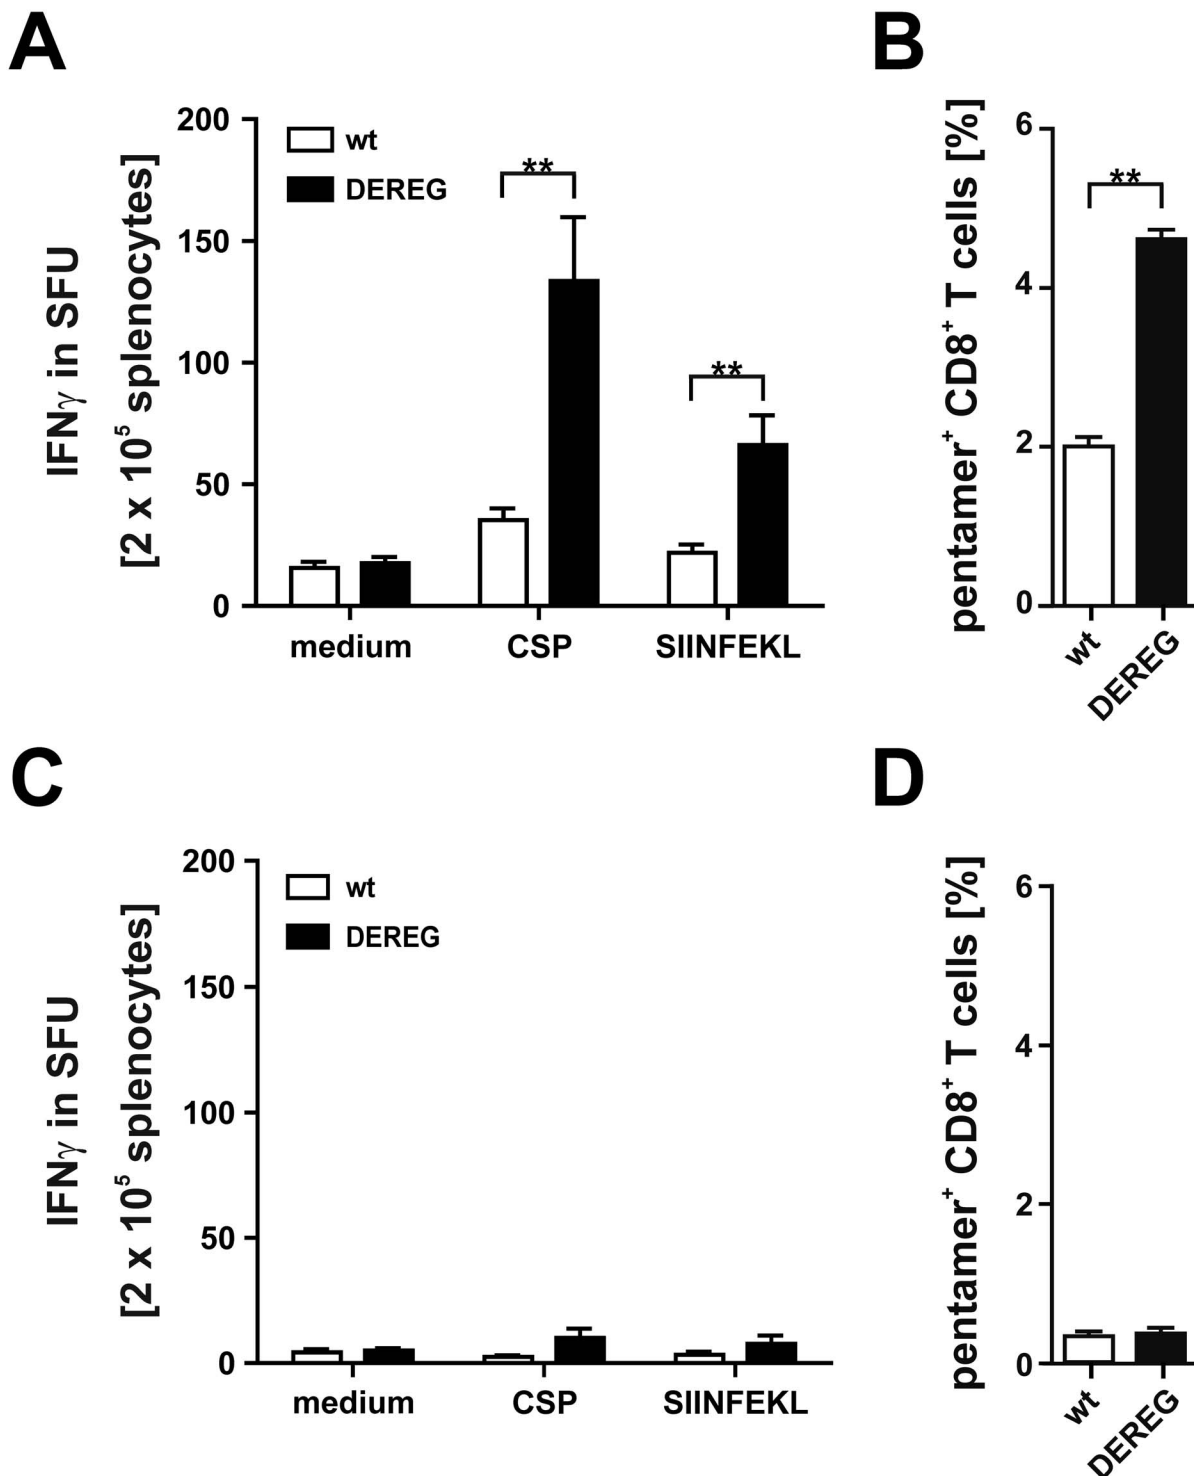 A
IFNγ in SFU
[2 x 10⁵ splenocytes]
200
150
100
50
0
wt
DEREG
**
**
medium
CSP
SIINFEKL
B
pentamer⁺ CD8⁺ T cells [%]
6
4
2
0
**
wt
DEREG
C
IFNγ in SFU
[2 x 10⁵ splenocytes]
200
150
100
50
0
wt
DEREG
medium
CSP
SIINFEKL
D
pentamer⁺ CD8⁺ T cells [%]
6
4
2
0
wt
DEREG